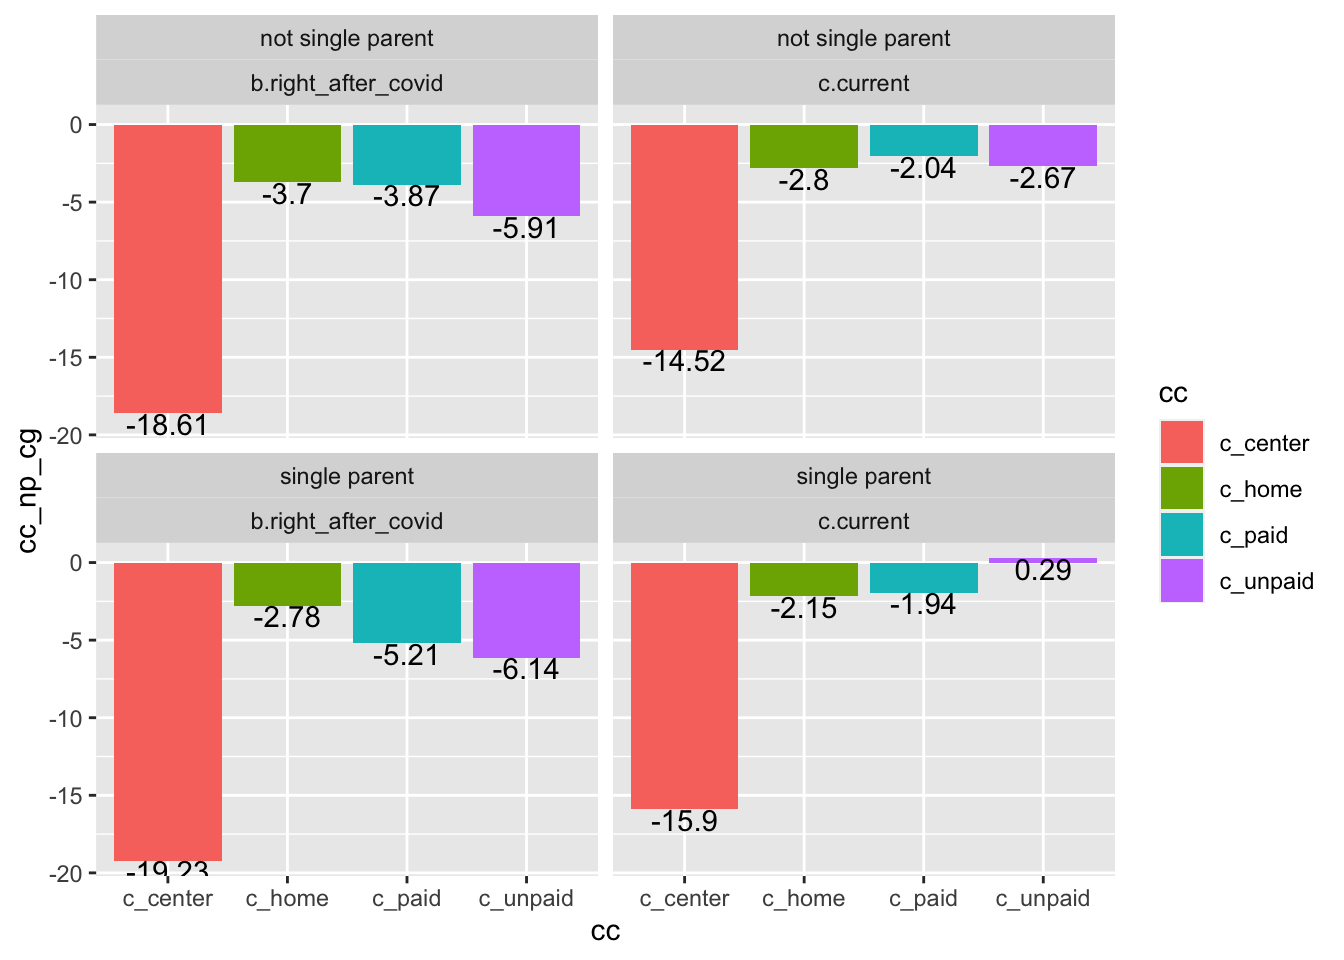 not single parent
b.right_after_covid
not single parent
c.current
0
-5
-10
-15
-20
-18.61
-3.7
-3.87
-5.91
-14.52
-2.8
-2.04
-2.67
single parent
b.right_after_covid
single parent
c.current
0
-5
-10
-15
-20
-19.23
-2.78
-5.21
-6.14
-15.9
-2.15
-1.94
0.29
c_center c_home c_paid c_unpaid
c_center c_home c_paid c_unpaid
cc
cc_np_cg
cc
c_center
c_home
c_paid
c_unpaid